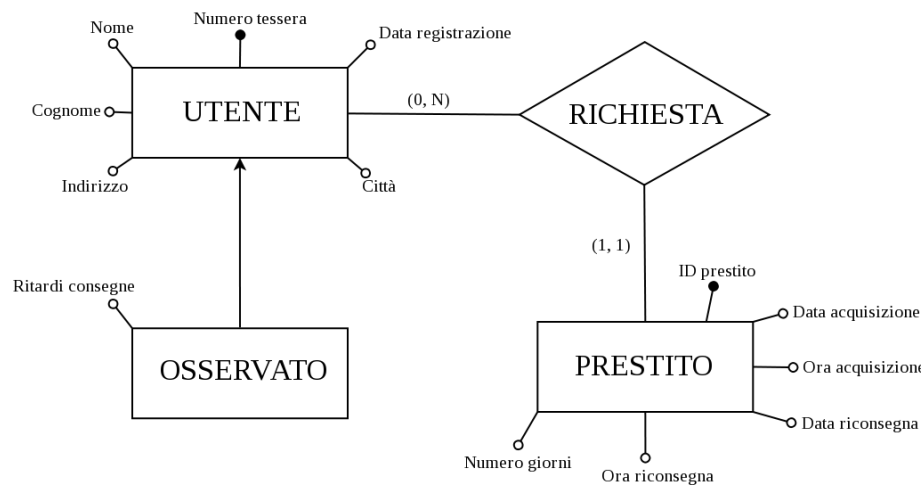 Numero tessera
Nome
Data registrazione
(0, N)
Cognome
UTENTE
RICHIESTA
Indirizzo
Città
(1, 1)
ID prestito
Ritardi consegne
Data acquisizione
OSSERVATO
PRESTITO
Ora acquisizione
Data riconsegna
Numero giorni
Ora riconsegna